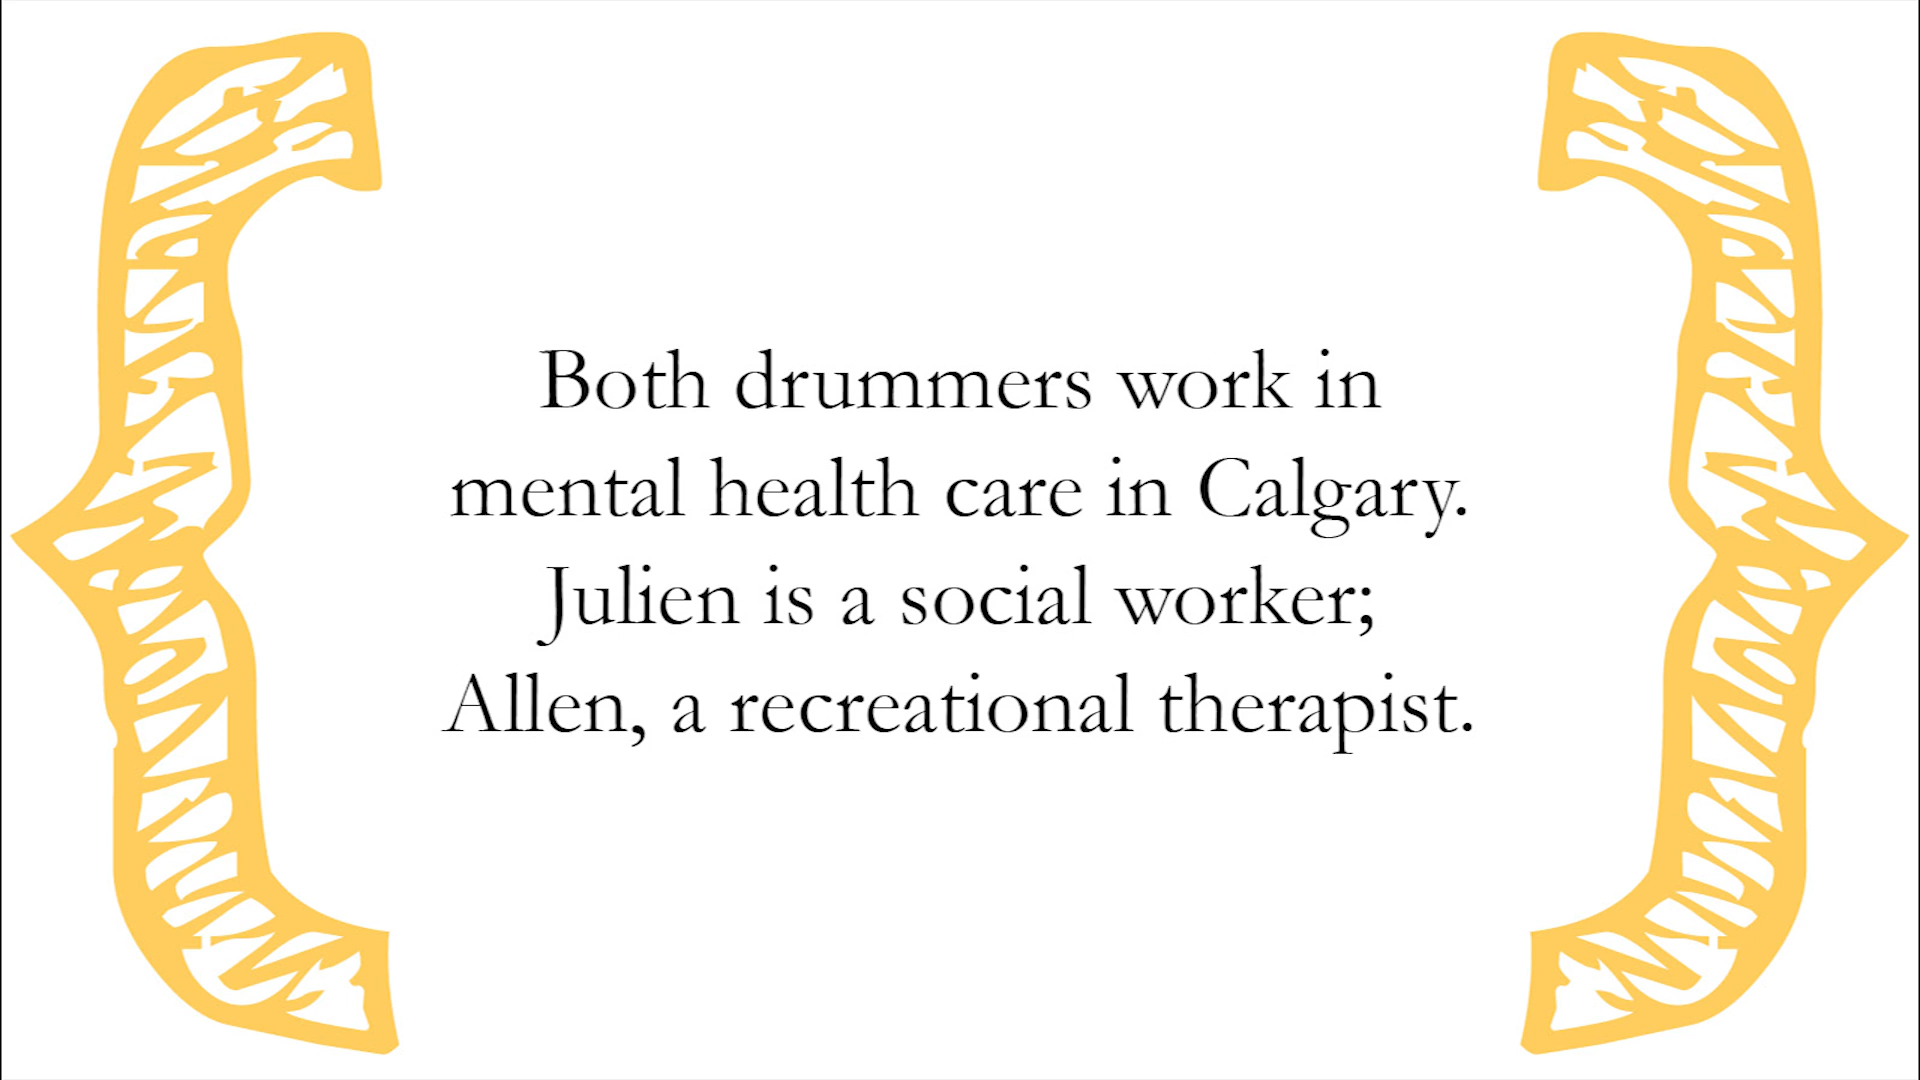 Both drummers work in
mental health care in Calgary.
Julien is a social worker;
Allen, a recreational therapist.